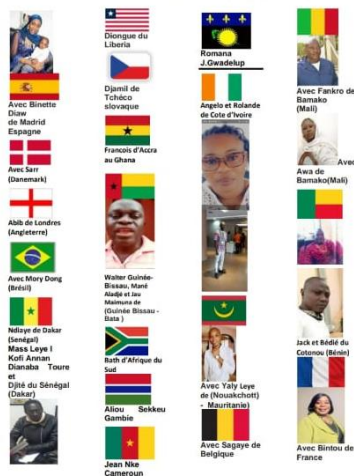 Avec Binette
Diaw
de Madrid
Espagne
Avec Sarr
(Danemark)
Abib de Londres
(Angleterre)
Avec Mory Dong
(Brésil)
Ndiaye de Dakar
(Senégal)
Mass Leye I
Kofi Annan
Dianaba Toure
et
Djité du Sénégal
(Dakar)
Diongue du
Liberia
Djamil de
Tchéco
slovaque
Francois d'Accra
au Ghana
Walter Guinée-
Bissau, Mané
Aladjé et Jau
Maimuna de
(Guinée Bissau -
Bata )
Bath d'Afrique du
Sud
Aliou Sekkeu
Gambie
Jean Nke
Cameroun
Romana
J.Gwadelup
Angelo et Rolande
de Cote d'Ivoire
Avec Yaly Leye
de (Nouakchott)
- Mauritanie)
Avec Sagaye de
Belgique
Avec Fankro de
Bamako
(Mali)
Avec
Awa de
Bamako(Mali)
Jack et Bédié du
Cotonou (Bénin)
Avec Bintou de
France